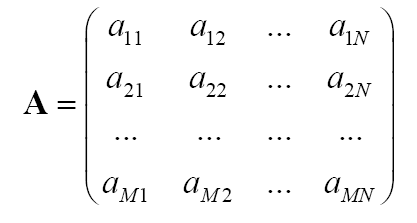 a₁₁ a₁₂ ... a₁N
a₂₁ a₂₂ ... a₂N
A =
... ... ... ...
aM₁ aM₂ ... aMN